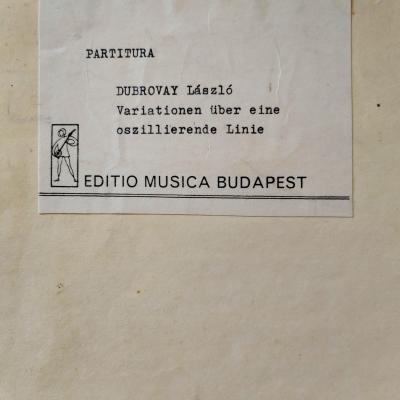 PARTITURA
DUBROVAY László
Variationen über eine
oszillierende Linie
EDITIO MUSICA BUDAPEST